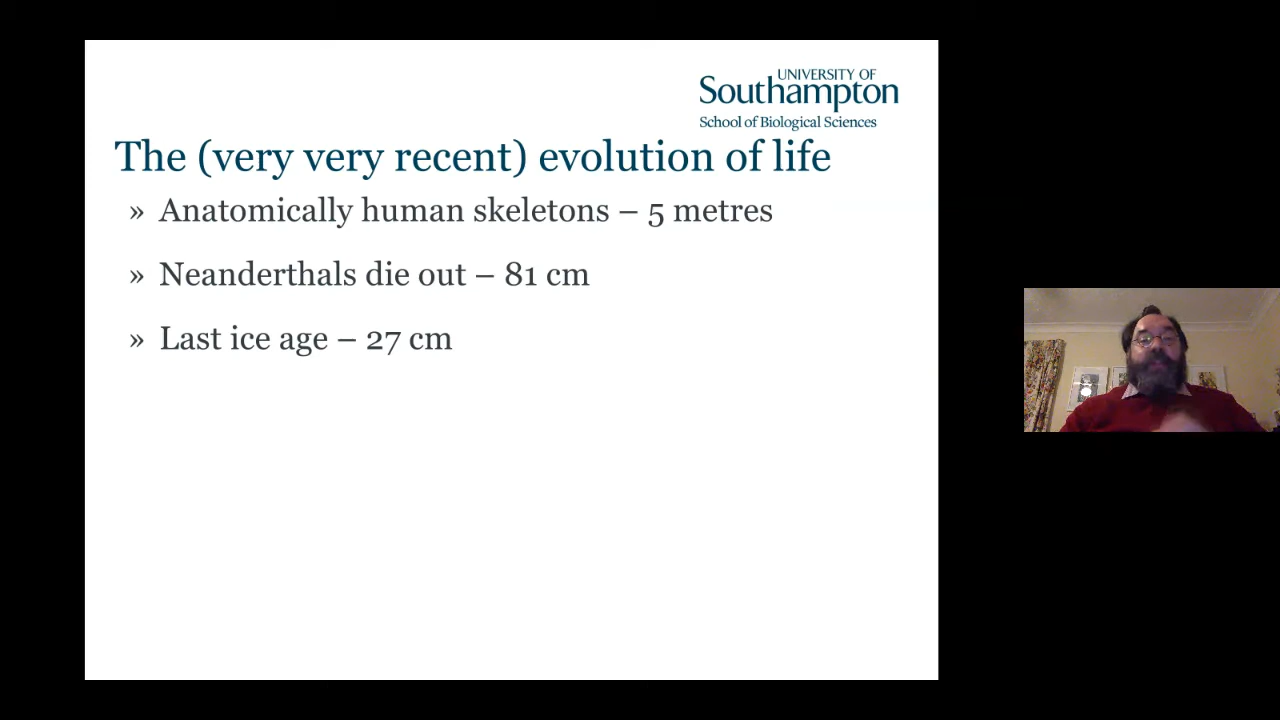 UNIVERSITY OF
Southampton
School of Biological Sciences
The (very very recent) evolution of life
» Anatomically human skeletons – 5 metres
» Neanderthals die out – 81 cm
» Last ice age – 27 cm